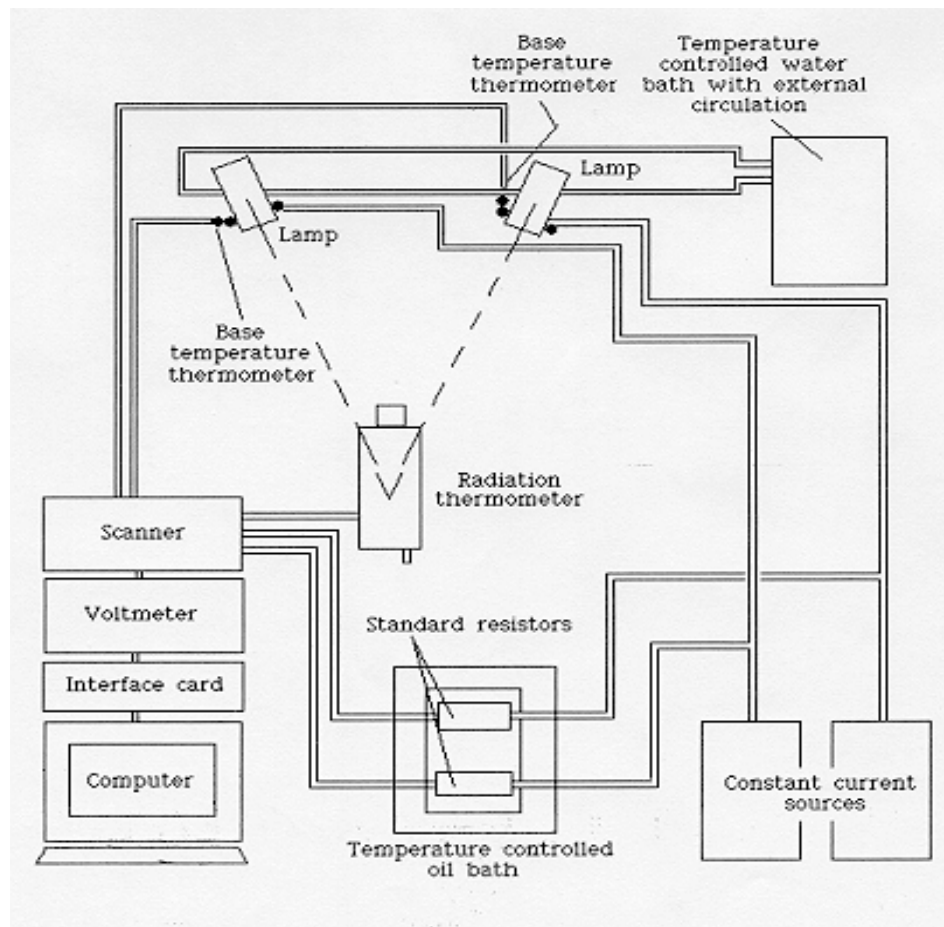 Base
temperature
thermometer
Temperature
controlled water
bath with external
circulation
Lamp
Lamp
Base
temperature
thermometer
Radiation
thermometer
Scanner
Voltmeter
Standard resistors
Interface card
Computer
Constant current
sources
Temperature controlled
oil bath